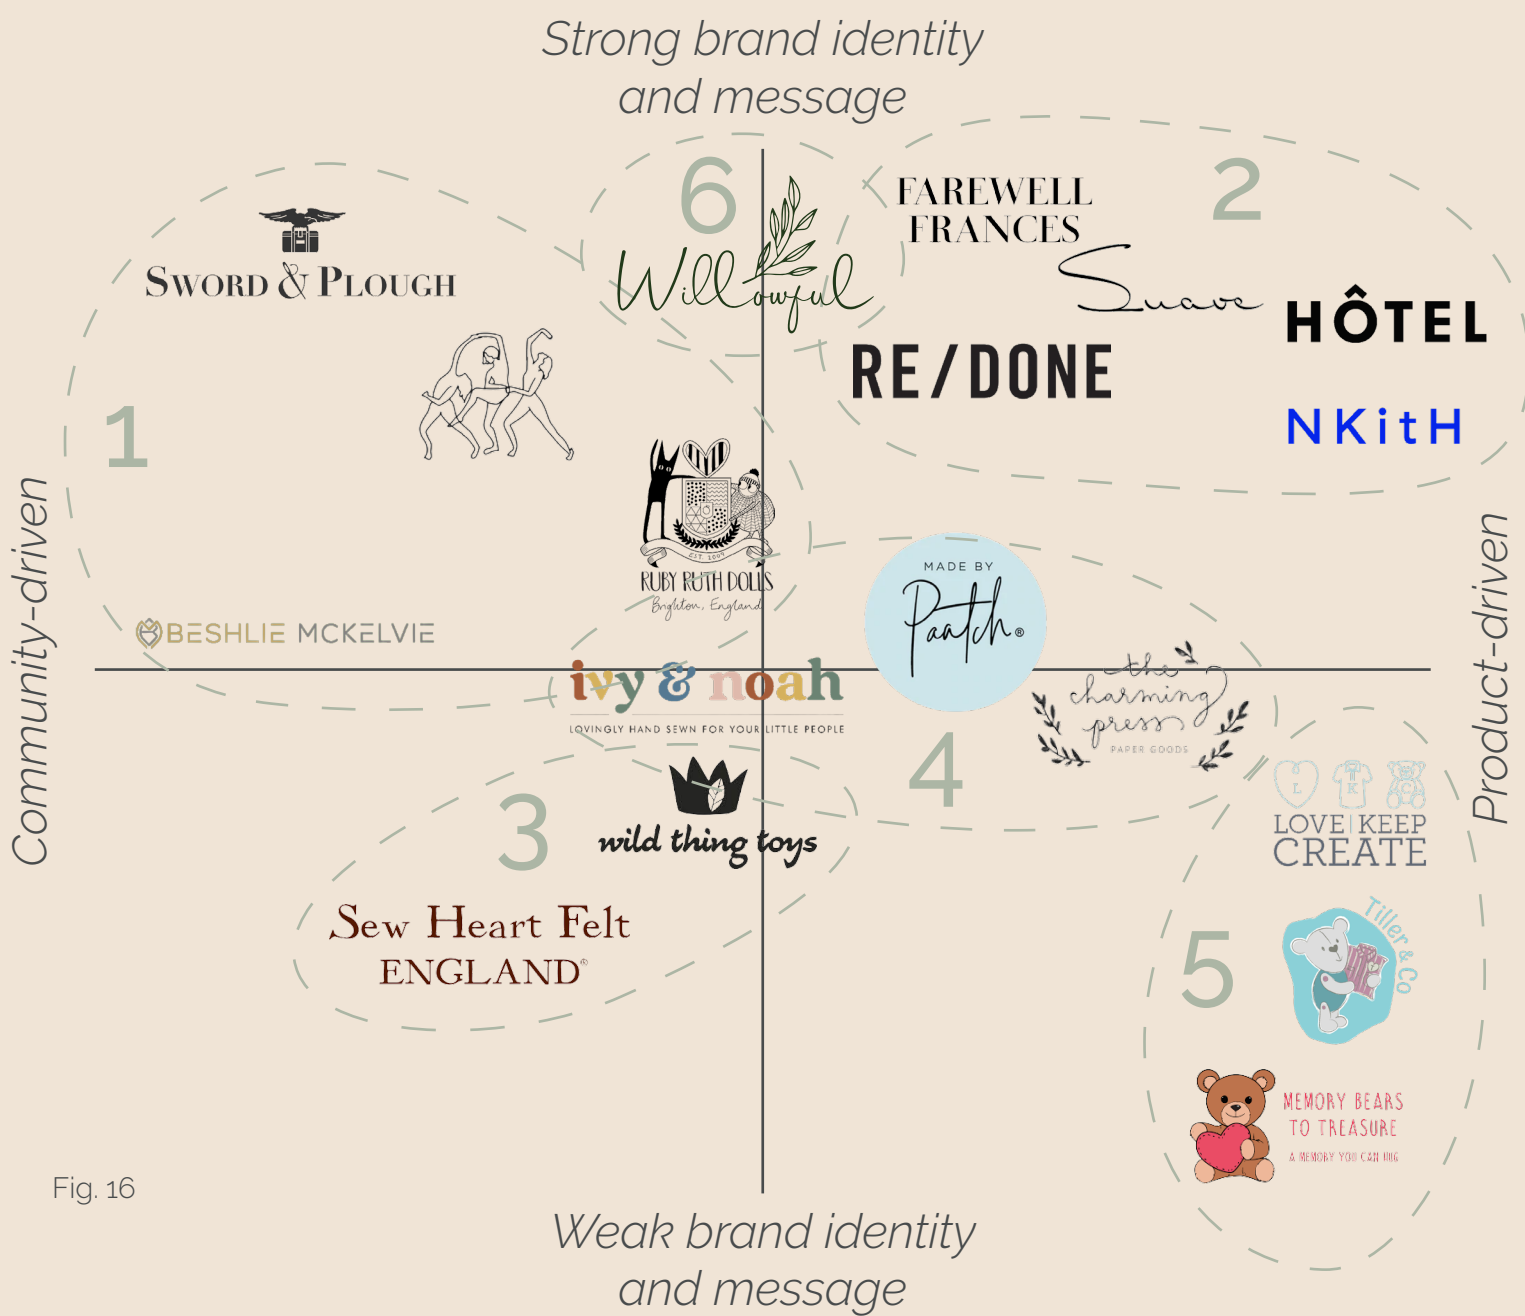 Strong brand identity
and message
6
2
FAREWELL
FRANCES
SWORD & PLOUGH
Willowful
Suave
HÔTEL
RE/DONE
1
NKitH
EST. 2009
RUBY RUTH DOLLS
Brighton, England
MADE BY
Paatch®
BESHLIE MCKELVIE
Community-driven
Product-driven
ivy & noah
LOVINGLY HAND SEWN FOR YOUR LITTLE PEOPLE
the
charming
press
PAPER GOODS
4
3
wild thing toys
L K C
LOVE|KEEP
CREATE
Sew Heart Felt
ENGLAND®
5
Tiller & Co
MEMORY BEARS
TO TREASURE
A MEMORY YOU CAN HUG
Fig. 16
Weak brand identity
and message